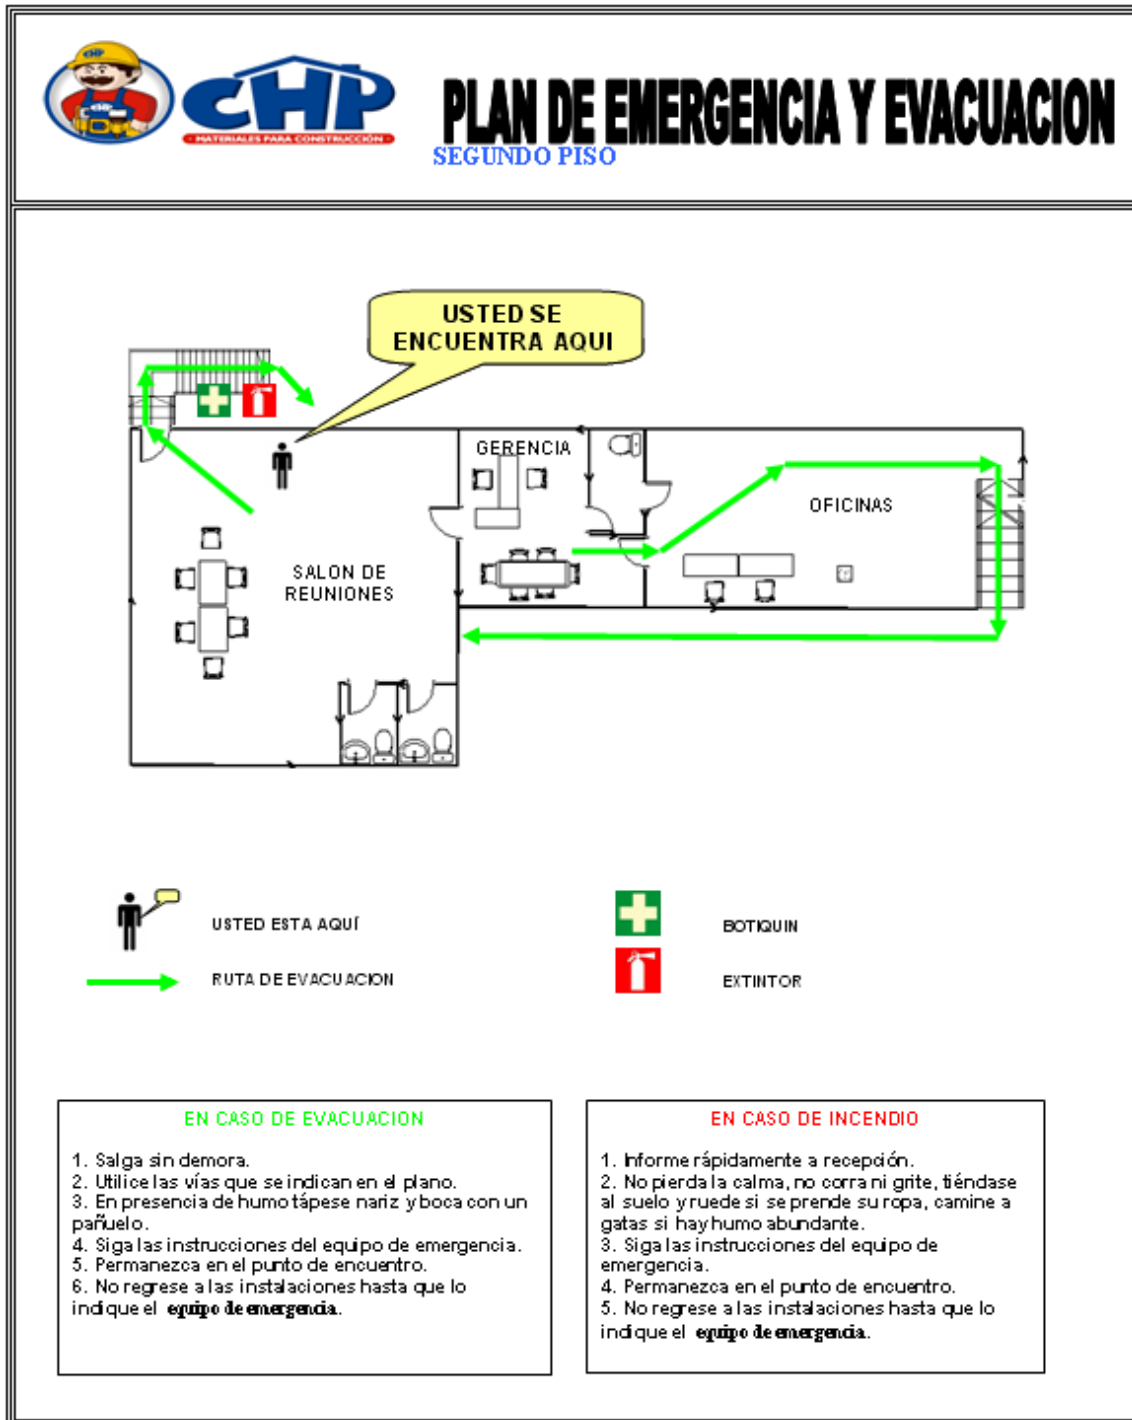 CHP
CHP
CHP
MATERIALES PARA CONSTRUCCIÓN
PLAN DE EMERGENCIA Y EVACUACION
SEGUNDO PISO
USTED SE
ENCUENTRA AQUI
GERENCIA
OFICINAS
SALON DE
REUNIONES
USTED ESTA AQUÍ
BOTIQUIN
RUTA DE EVACUACION
EXTINTOR
EN CASO DE EVACUACION
1. Salga sin demora.
2. Utilice las vías que se indican en el plano.
3. En presencia de humo tápese nariz y boca con un
pañuelo.
4. Siga las instrucciones del equipo de emergencia.
5. Permanezca en el punto de encuentro.
6. No regrese a las instalaciones hasta que lo
indique el equipo de emergencia.
EN CASO DE INCENDIO
1. Informe rápidamente a recepción.
2. No pierda la calma, no corra ni grite, tiéndase
al suelo y ruede si se prende su ropa, camine a
gatas si hay humo abundante.
3. Siga las instrucciones del equipo de
emergencia.
4. Permanezca en el punto de encuentro.
5. No regrese a las instalaciones hasta que lo
indique el equipo de emergencia.